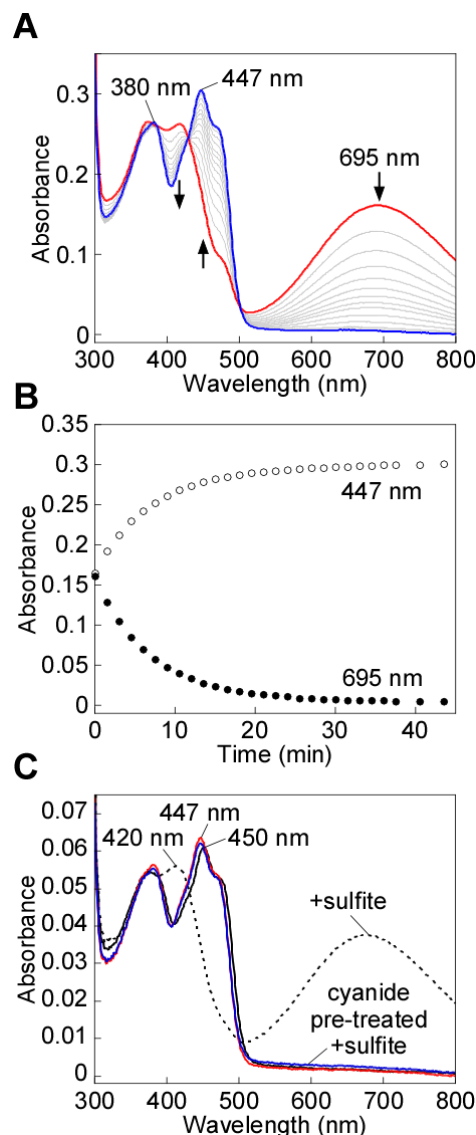 A
380 nm
447 nm
695 nm
Absorbance
0.3
0.2
0.1
0
300 400 500 600 700 800
Wavelength (nm)
B
Absorbance
0.35
0.3
0.25
0.2
0.15
0.1
0.05
0
447 nm
695 nm
0 10 20 30 40
Time (min)
C
Absorbance
0.07
0.06
0.05
0.04
0.03
0.02
0.01
0
447 nm
420 nm
450 nm
+sulfite
cyanide
pre-treated
+sulfite
300 400 500 600 700 800
Wavelength (nm)